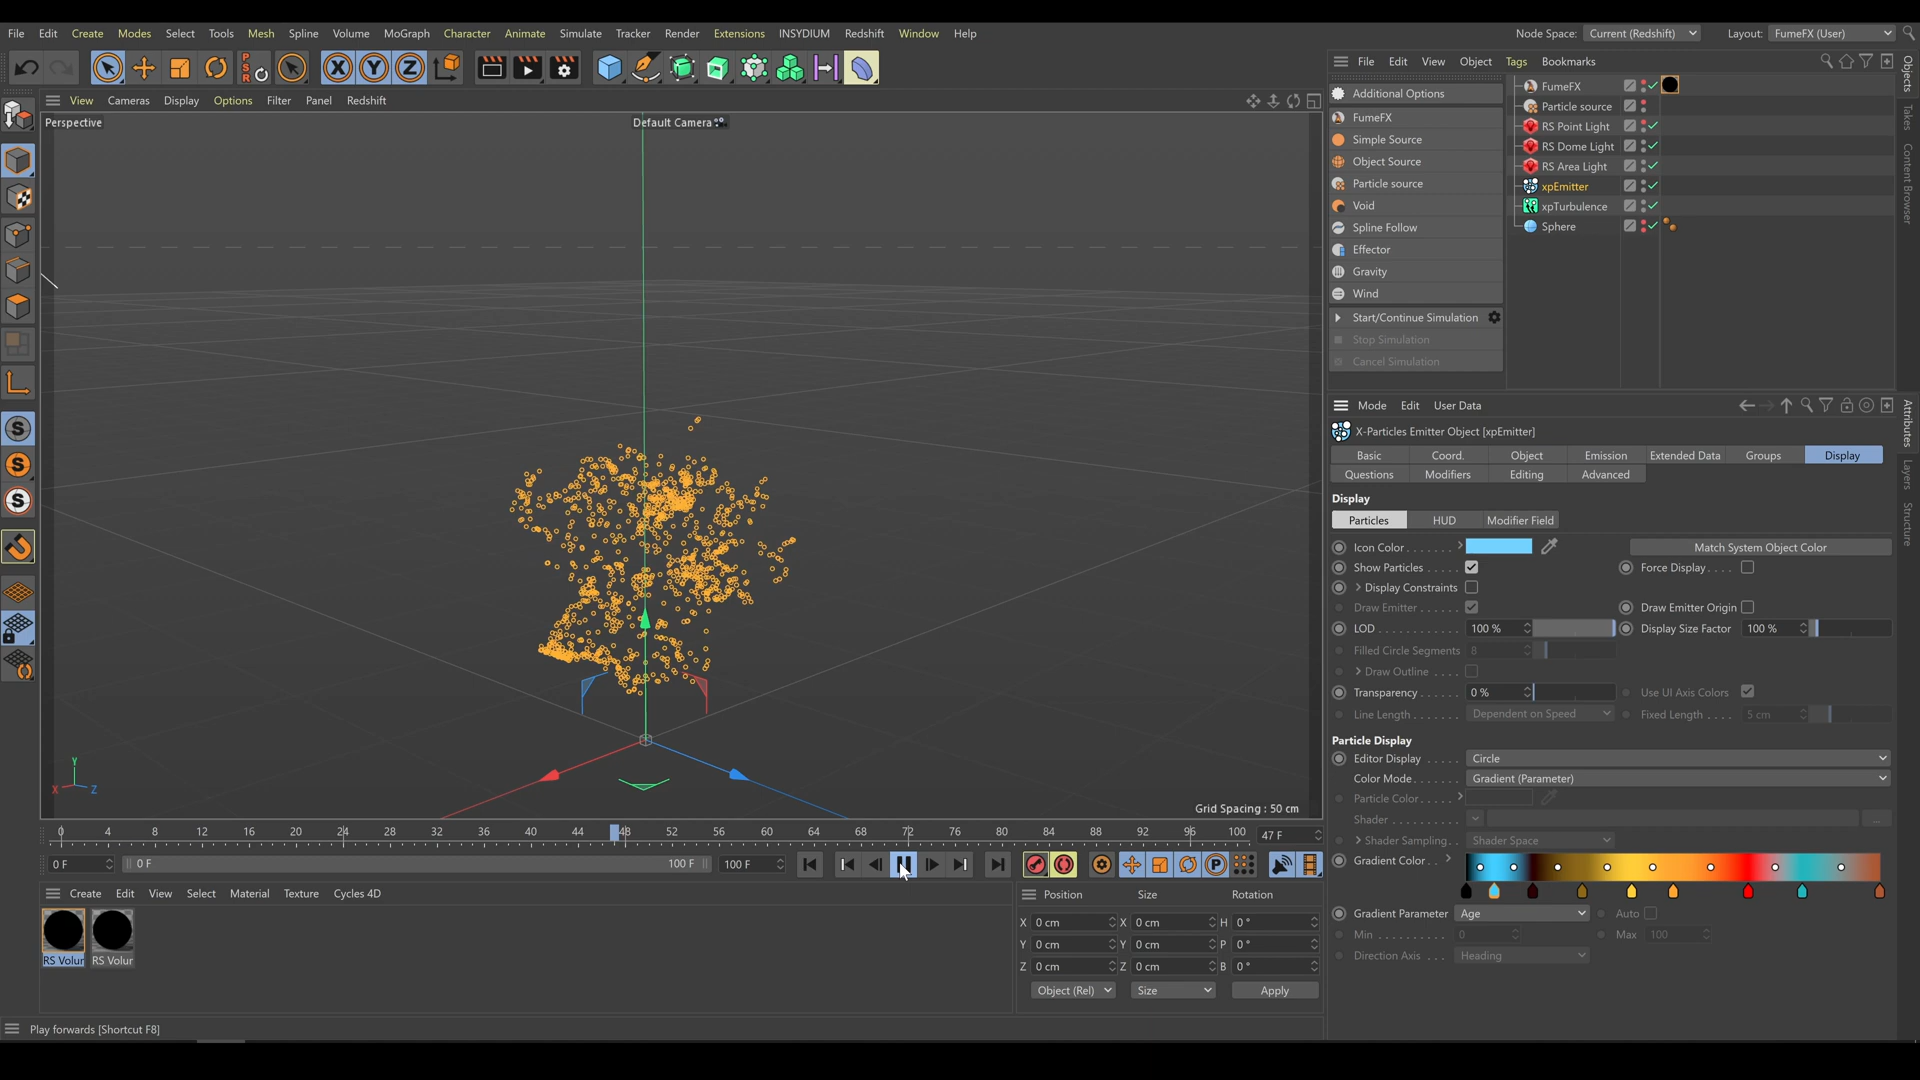 File Edit Create Modes Select Tools Mesh Spline Volume MoGraph Character Animate Simulate Tracker Render Extensions INSYDIUM Redshift Window Help
Node Space: Current (Redshift) Layout: FumeFX (User)
PSR X Y Z
View Cameras Display Options Filter Panel Redshift
Perspective
Default Camera
S
S
S
Y
X Z
Grid Spacing : 50 cm
0 4 8 12 16 20 24 28 32 36 40 44 48 52 56 60 64 68 72 76 80 84 88 92 96 100 47 F
0 F 0 F 100 F 100 F P
Create Edit View Select Material Texture Cycles 4D
RS Volur RS Volur
Position Size Rotation
X 0 cm X 0 cm H 0 °
Y 0 cm Y 0 cm P 0 °
Z 0 cm Z 0 cm B 0 °
Object (Rel) Size Apply
Play forwards [Shortcut F8]
File Edit View Object Tags Bookmarks
Additional Options
FumeFX
Simple Source
Object Source
Particle source
Void
Spline Follow
Effector
Gravity
Wind
Start/Continue Simulation
Stop Simulation
Cancel Simulation
FumeFX
Particle source
RS Point Light
RS Dome Light
RS Area Light
xpEmitter
xpTurbulence
Sphere
Objects
Takes
Content Browser
Attributes
Layers
Structure
Mode Edit User Data
X-Particles Emitter Object [xpEmitter]
Basic Coord. Object Emission Extended Data Groups Display
Questions Modifiers Editing Advanced
Display
Particles HUD Modifier Field
Icon Color . . . . . . . Match System Object Color
Show Particles . . . . . Force Display . . . .
Display Constraints
Draw Emitter . . . . . . . Draw Emitter Origin
LOD . . . . . . . . . . . . 100 % Display Size Factor 100 %
Filled Circle Segments 8
Draw Outline . . . .
Transparency . . . . . . 0 % Use UI Axis Colors
Line Length . . . . . . . Dependent on Speed Fixed Length . . . . 5 cm
Particle Display
Editor Display . . . . . Circle
Color Mode . . . . . . . Gradient (Parameter)
Particle Color . . . . .
Shader . . . . . . . . . . ...
Shader Sampling . . Shader Space
Gradient Color . .
Gradient Parameter Age Auto
Min . . . . . . . . . . 0 Max 100
Direction Axis . . . Heading